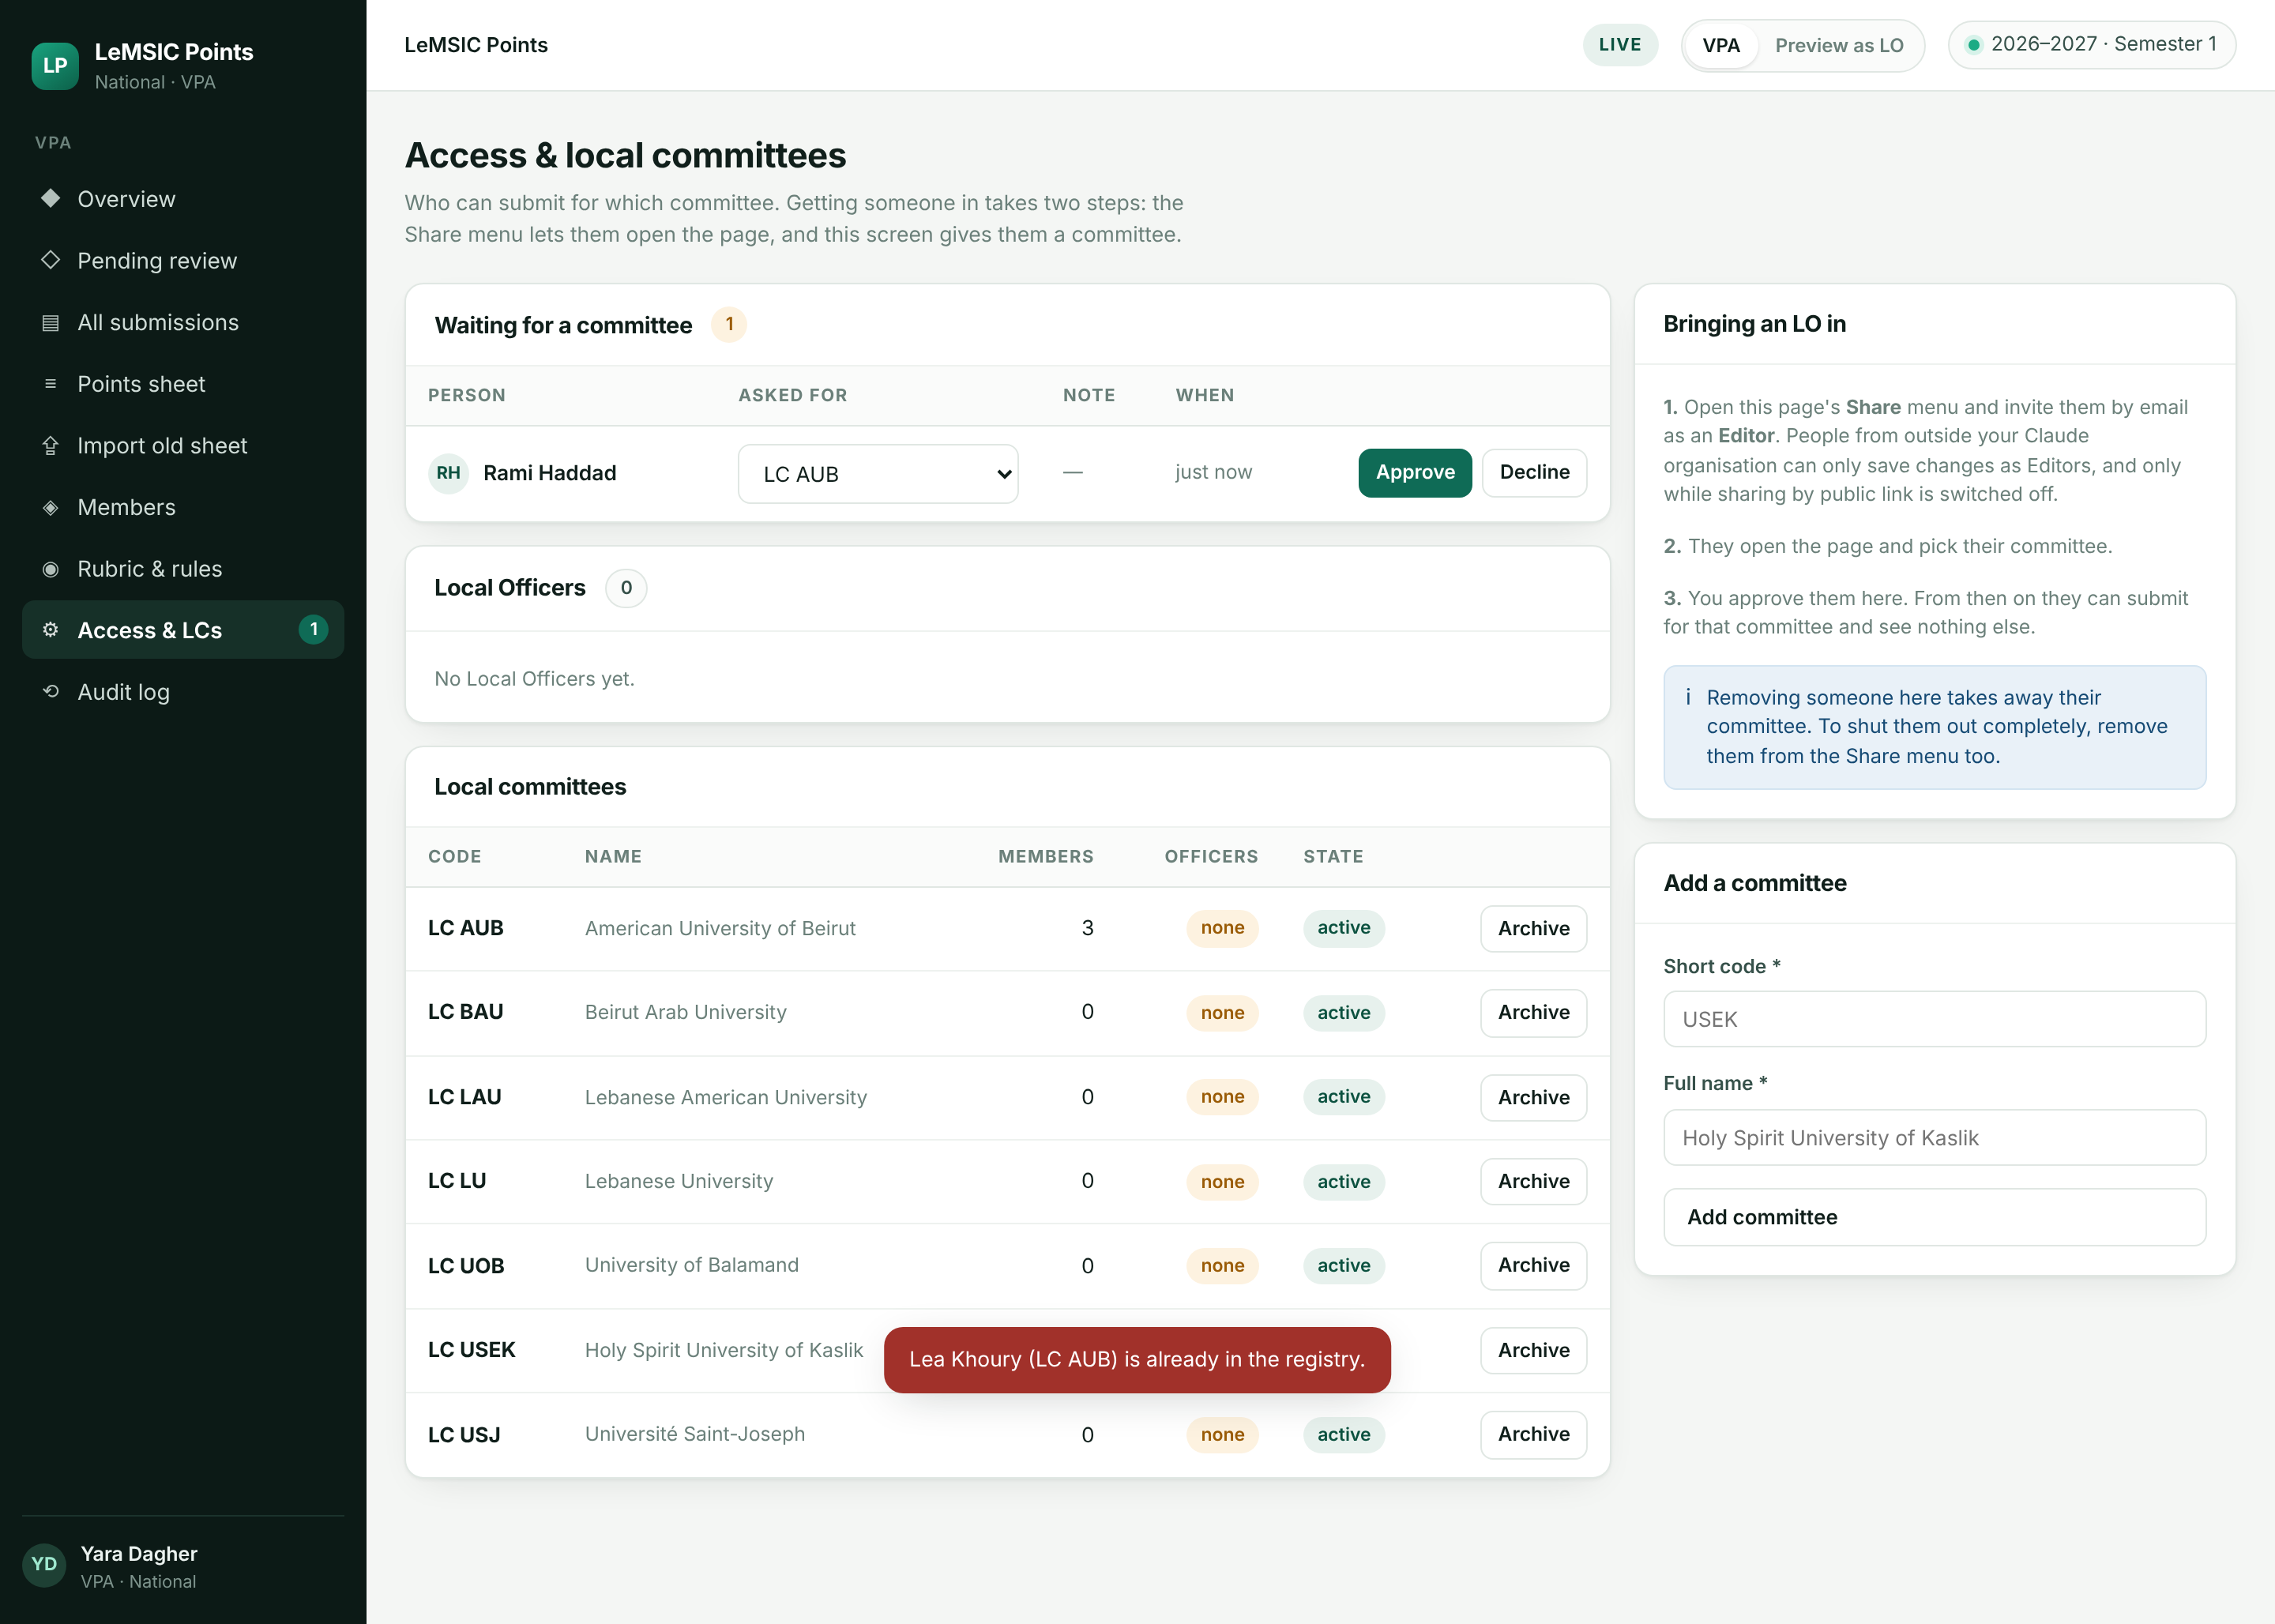 LP
LeMSIC Points
National · VPA
VPA
Overview
Pending review
All submissions
Points sheet
Import old sheet
Members
Rubric & rules
Access & LCs 1
Audit log
YD
Yara Dagher
VPA · National
LeMSIC Points
LIVE
VPA Preview as LO
2026–2027 · Semester 1
Access & local committees
Who can submit for which committee. Getting someone in takes two steps: the
Share menu lets them open the page, and this screen gives them a committee.
Waiting for a committee 1
PERSON ASKED FOR NOTE WHEN
RH Rami Haddad LC AUB — just now Approve Decline
Local Officers 0
No Local Officers yet.
Local committees
CODE NAME MEMBERS OFFICERS STATE
LC AUB American University of Beirut 3 none active Archive
LC BAU Beirut Arab University 0 none active Archive
LC LAU Lebanese American University 0 none active Archive
LC LU Lebanese University 0 none active Archive
LC UOB University of Balamand 0 none active Archive
LC USEK Holy Spirit University of Kaslik Archive
Lea Khoury (LC AUB) is already in the registry.
LC USJ Université Saint-Joseph 0 none active Archive
Bringing an LO in
1. Open this page's Share menu and invite them by email
as an Editor. People from outside your Claude
organisation can only save changes as Editors, and only
while sharing by public link is switched off.
2. They open the page and pick their committee.
3. You approve them here. From then on they can submit
for that committee and see nothing else.
i Removing someone here takes away their
committee. To shut them out completely, remove
them from the Share menu too.
Add a committee
Short code *
USEK
Full name *
Holy Spirit University of Kaslik
Add committee